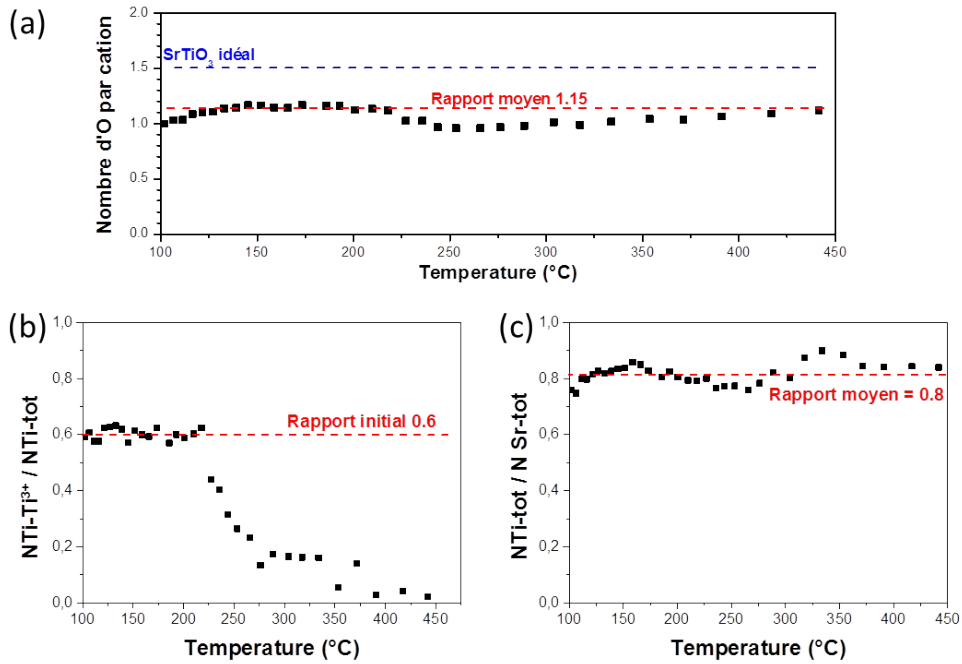 (a)
Nombre d'O par cation
2.0
1.5
1.0
0.5
0.0
SrTiO3 idéal
Rapport moyen 1.15
100 150 200 250 300 350 400 450
Temperature (°C)
(b)
NTi-Ti³⁺ / NTi-tot
1,0
0,8
0,6
0,4
0,2
0,0
Rapport initial 0.6
100 150 200 250 300 350 400 450
Temperature (°C)
(c)
NTi-tot / N Sr-tot
1,0
0,8
0,6
0,4
0,2
0,0
Rapport moyen = 0.8
100 150 200 250 300 350 400 450
Temperature (°C)